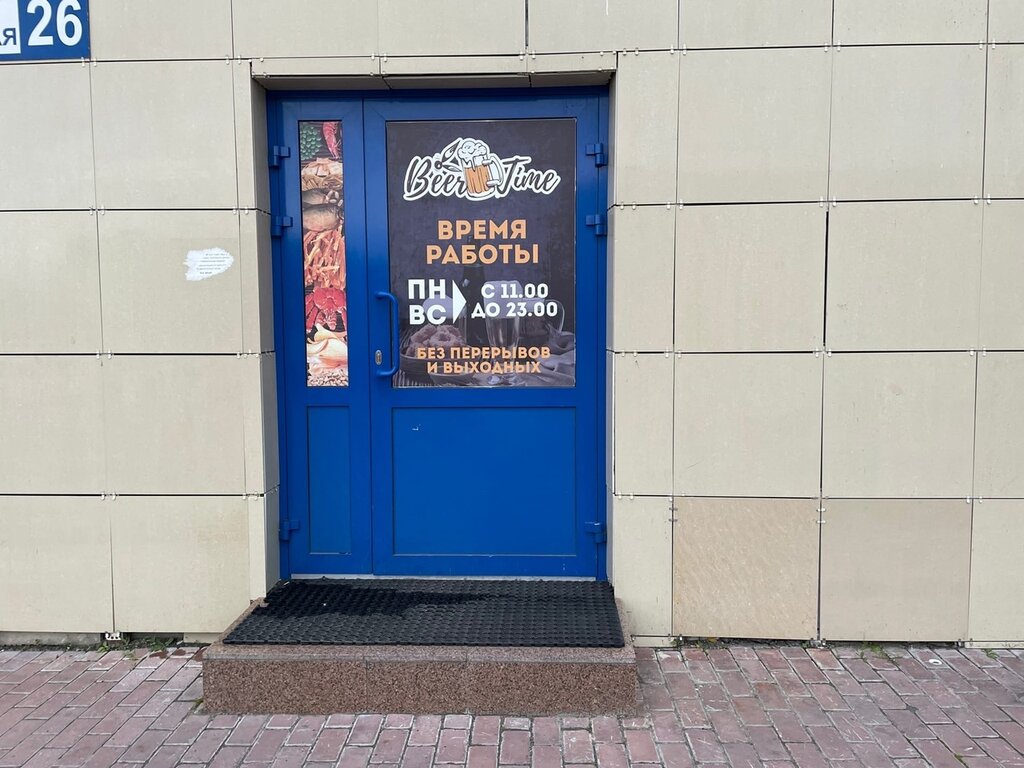 Я 26
Beer Time
ВРЕМЯ
РАБОТЫ
ПН
ВС
С 11.00
ДО 23.00
БЕЗ ПЕРЕРЫВОВ
И ВЫХОДНЫХ